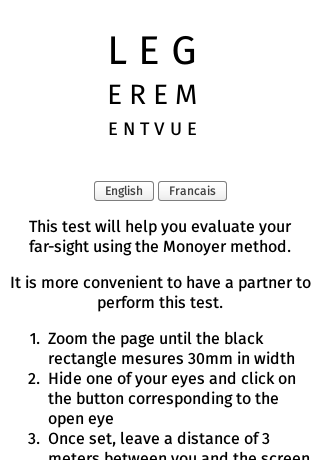 L E G
E R E M
E N T V U E
English Francais
This test will help you evaluate your
far-sight using the Monoyer method.
It is more convenient to have a partner to
perform this test.
1. Zoom the page until the black
rectangle mesures 30mm in width
2. Hide one of your eyes and click on
the button corresponding to the
open eye
3. Once set, leave a distance of 3
meters between you and the screen